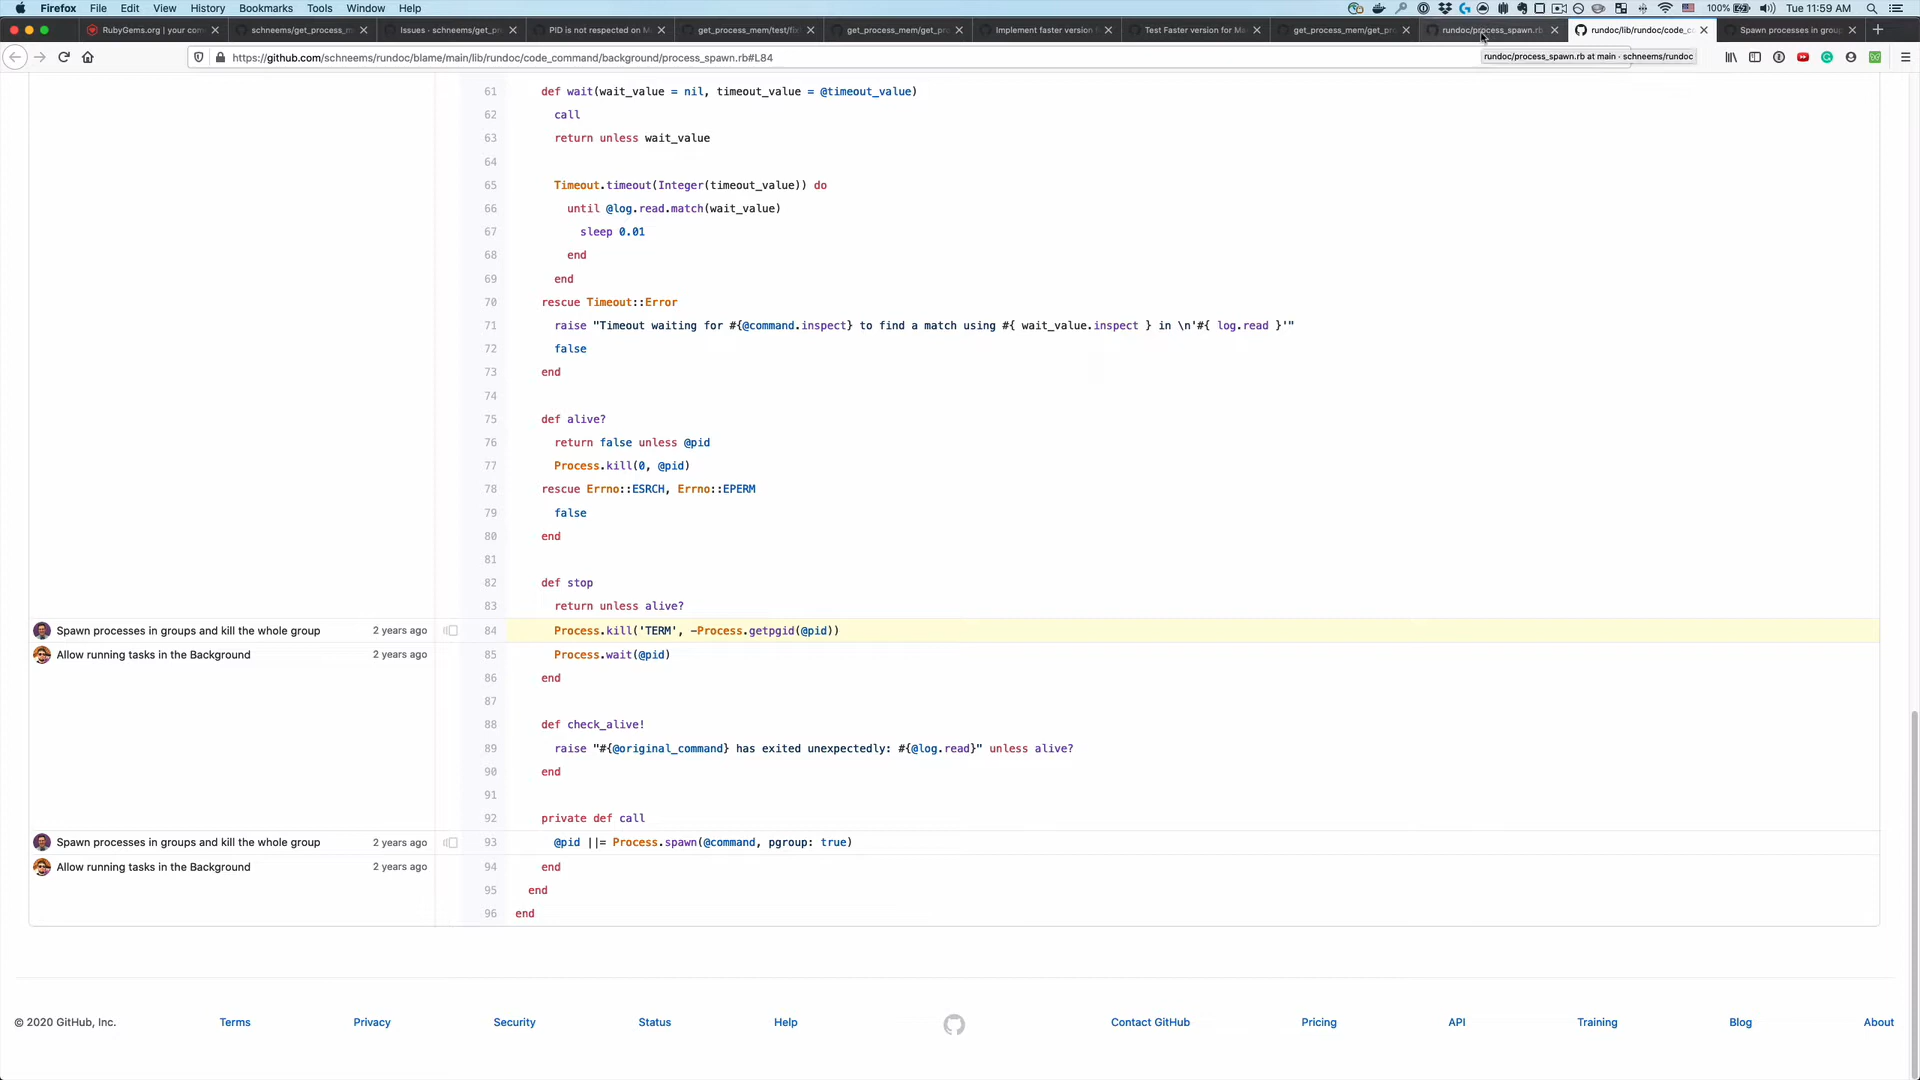 Firefox File Edit View History Bookmarks Tools Window Help 100% Tue 11:59 AM
RubyGems.org | your com
schneems/get_process_m
Issues · schneems/get_pr
PID is not respected on M
get_process_mem/test/fix
get_process_mem/get_pro
Implement faster version f
Test Faster version for Ma
get_process_mem/get_pro
rundoc/process_spawn.rb
rundoc/lib/rundoc/code_c
Spawn processes in group
https://github.com/schneems/rundoc/blame/main/lib/rundoc/code_command/background/process_spawn.rb#L84
rundoc/process_spawn.rb at main · schneems/rundoc
61 def wait(wait_value = nil, timeout_value = @timeout_value)
62 call
63 return unless wait_value
64
65 Timeout.timeout(Integer(timeout_value)) do
66 until @log.read.match(wait_value)
67 sleep 0.01
68 end
69 end
70 rescue Timeout::Error
71 raise "Timeout waiting for #{@command.inspect} to find a match using #{ wait_value.inspect } in \n'#{ log.read }'"
72 false
73 end
74
75 def alive?
76 return false unless @pid
77 Process.kill(0, @pid)
78 rescue Errno::ESRCH, Errno::EPERM
79 false
80 end
81
82 def stop
83 return unless alive?
Spawn processes in groups and kill the whole group 2 years ago 84 Process.kill('TERM', -Process.getpgid(@pid))
Allow running tasks in the Background 2 years ago 85 Process.wait(@pid)
86 end
87
88 def check_alive!
89 raise "#{@original_command} has exited unexpectedly: #{@log.read}" unless alive?
90 end
91
92 private def call
Spawn processes in groups and kill the whole group 2 years ago 93 @pid ||= Process.spawn(@command, pgroup: true)
Allow running tasks in the Background 2 years ago 94 end
95 end
96 end
© 2020 GitHub, Inc. Terms Privacy Security Status Help Contact GitHub Pricing API Training Blog About